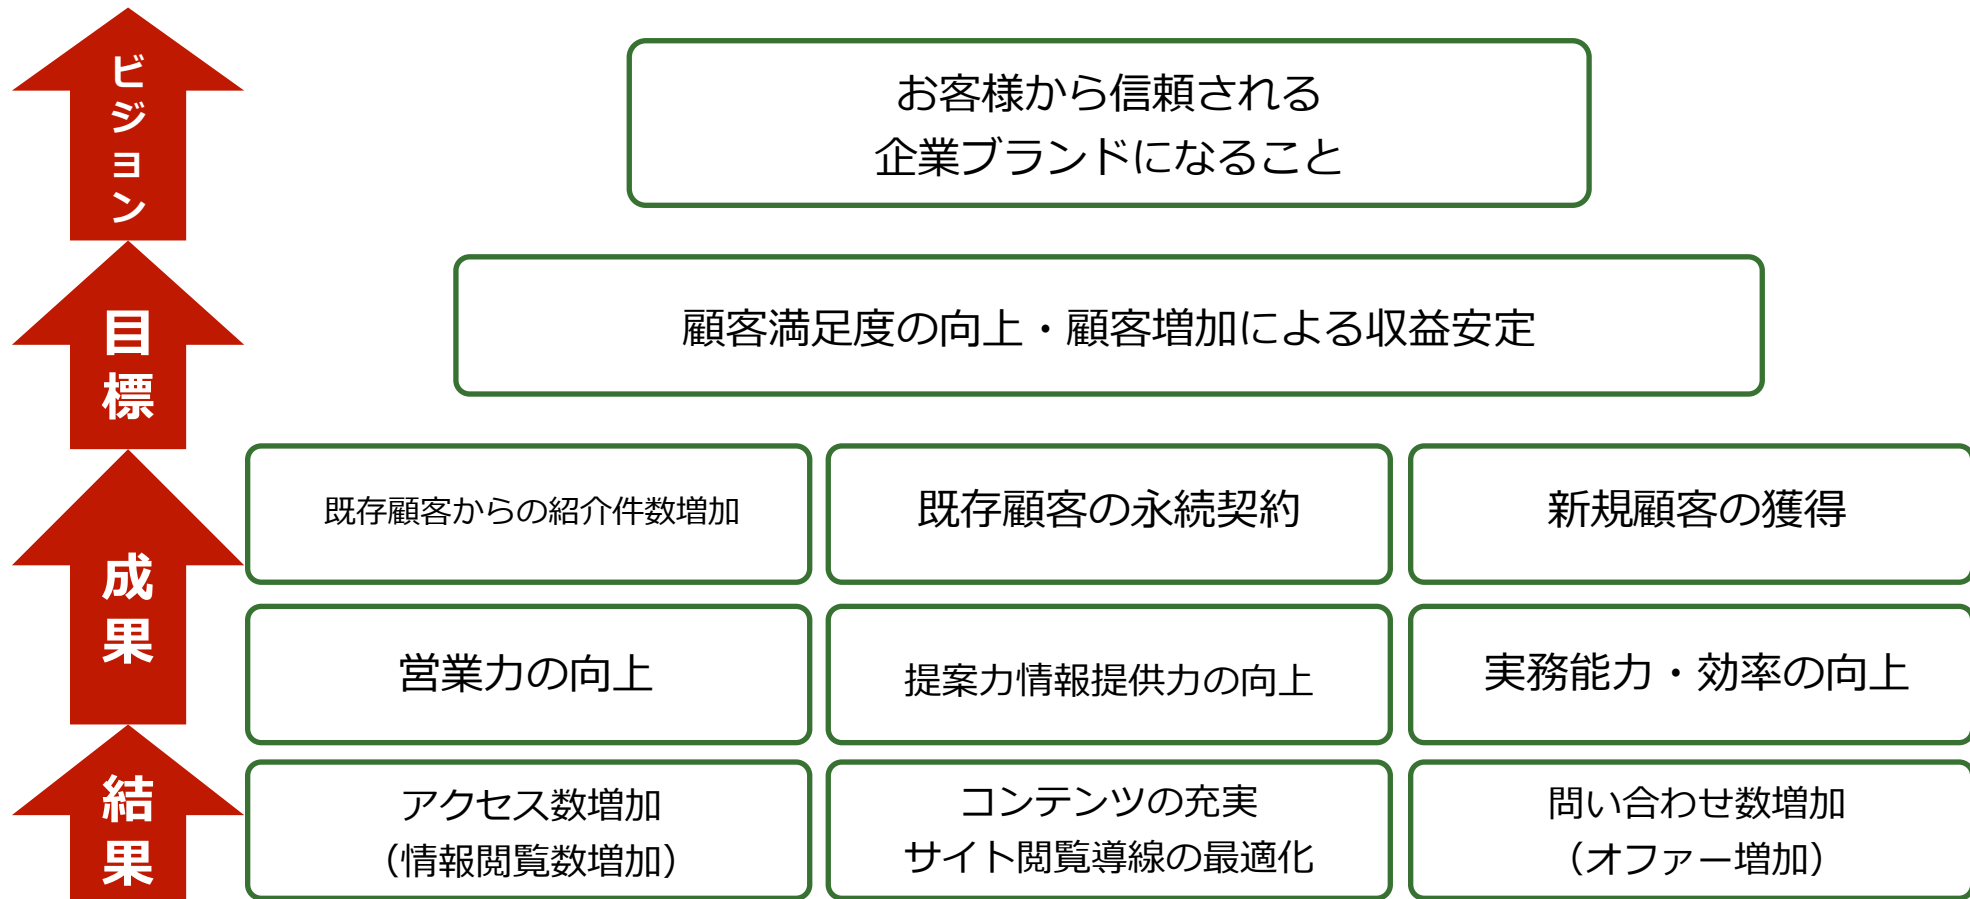 ビジョン
お客様から信頼される
企業ブランドになること
目標
顧客満足度の向上・顧客増加による収益安定
成果
既存顧客からの紹介件数増加
既存顧客の永続契約
新規顧客の獲得
営業力の向上
提案力情報提供力の向上
実務能力・効率の向上
結果
アクセス数増加
（情報閲覧数増加）
コンテンツの充実
サイト閲覧導線の最適化
問い合わせ数増加
（オファー増加）